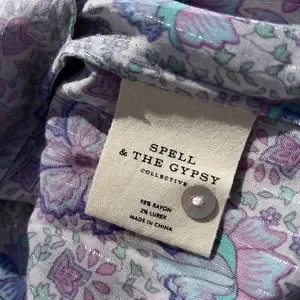 SPELL
& THE GYPSY
COLLECTIVE
98% RAYON
2% LUREX
MADE IN CHINA